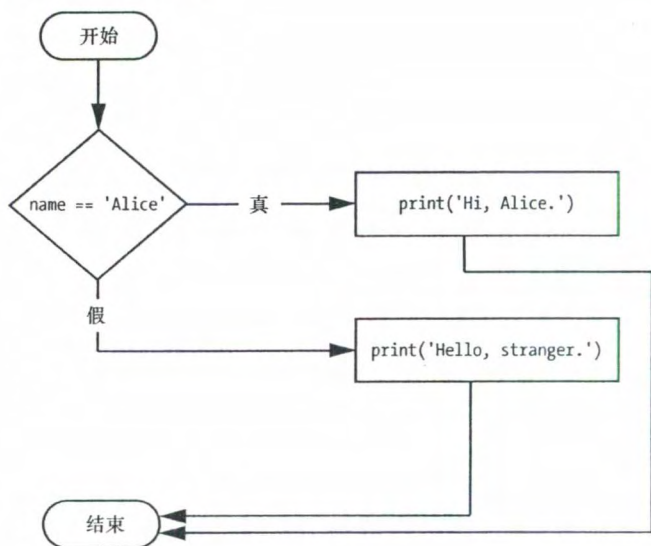 开始
name == 'Alice'
真
print('Hi, Alice.')
假
print('Hello, stranger.')
结束